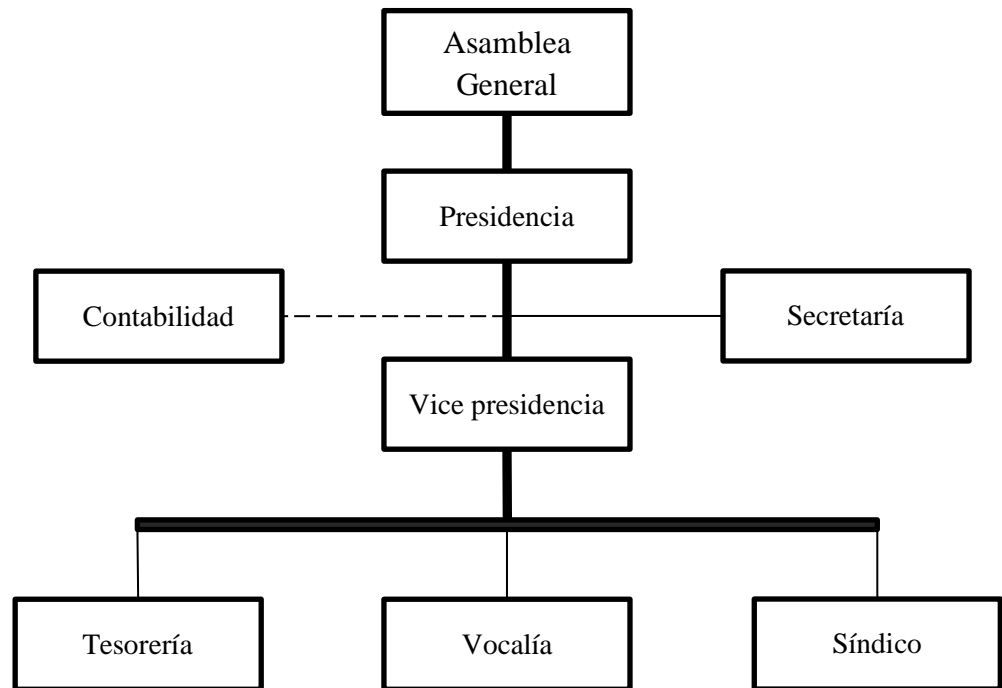 Asamblea
General
Presidencia
Contabilidad
Secretaría
Vice presidencia
Tesorería
Vocalía
Síndico